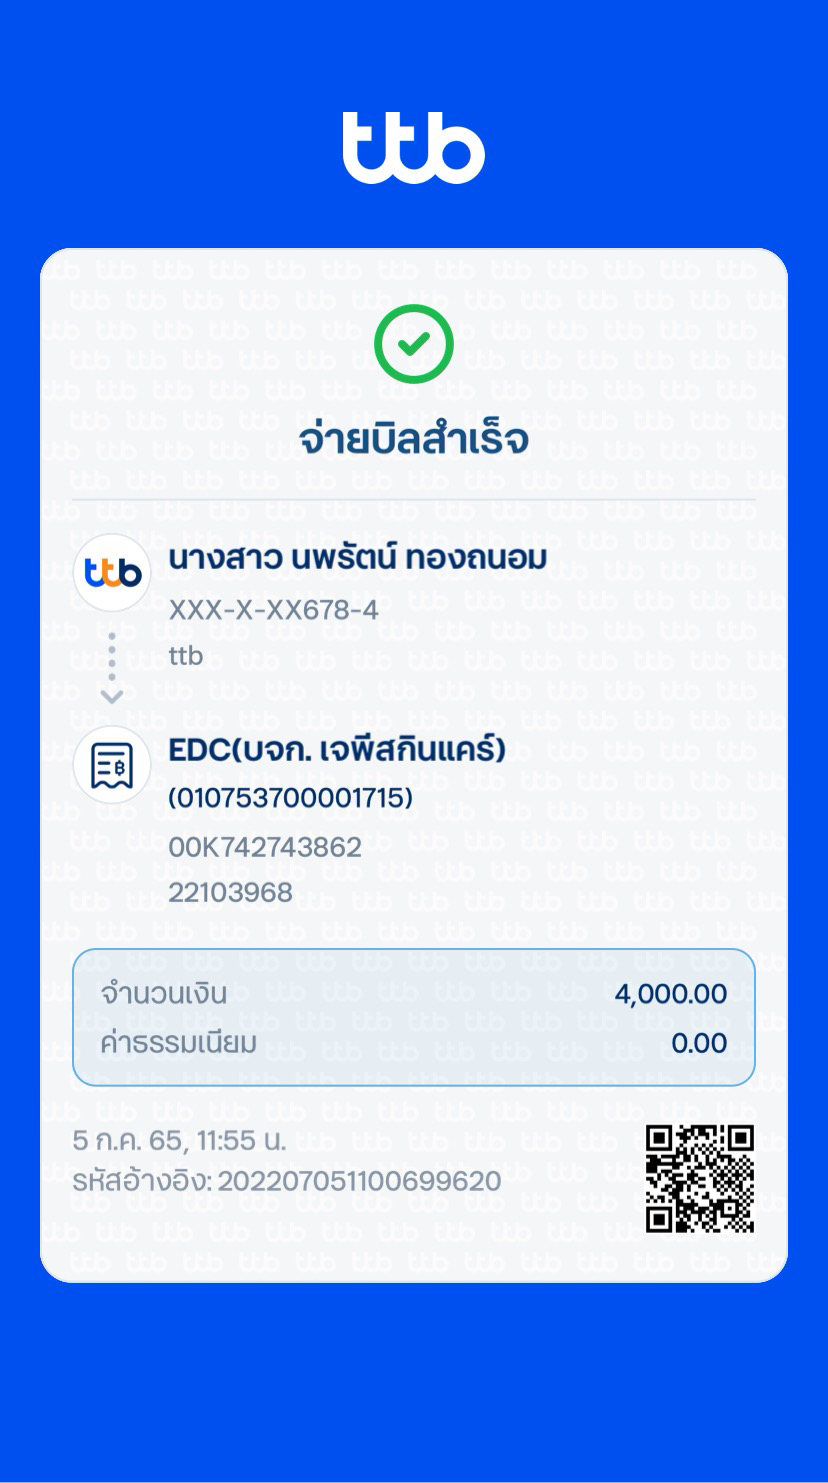 ttb
จ่ายบิลสำเร็จ
ttb
นางสาว นพรัตน์ ทองถนอม
XXX-X-XX678-4
ttb
EDC(บจก. เจพีสกินแคร์)
(010753700001715)
00K742743862
22103968
จำนวนเงิน 4,000.00
ค่าธรรมเนียม 0.00
5 ก.ค. 65, 11:55 น.
รหัสอ้างอิง: 202207051100699620